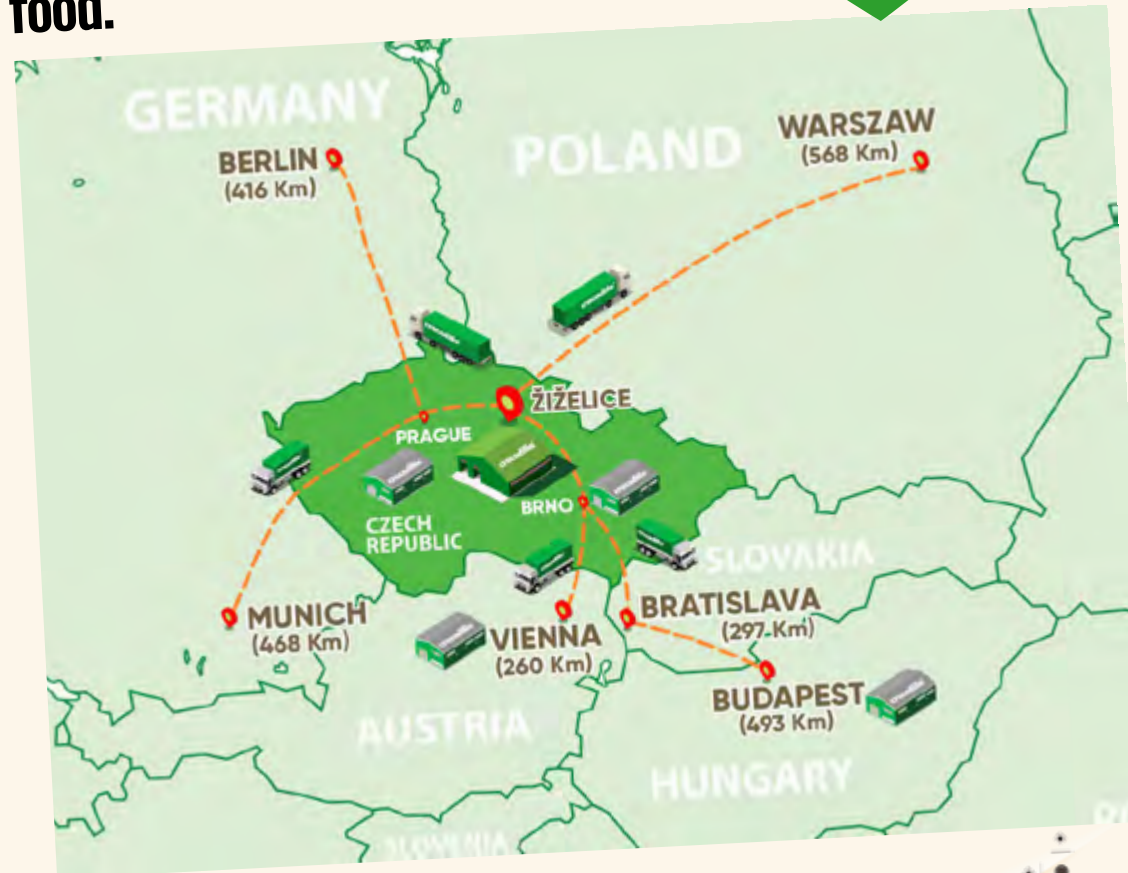 food.
GERMANY
POLAND
WARSZAW
(568 Km)
BERLIN
(416 Km)
ŽIŽELICE
PRAGUE
BRNO
CZECH
REPUBLIC
SLOVAKIA
MUNICH
(468 Km)
BRATISLAVA
(297 Km)
VIENNA
(260 Km)
BUDAPEST
(493 Km)
AUSTRIA
HUNGARY
SLOVENIA